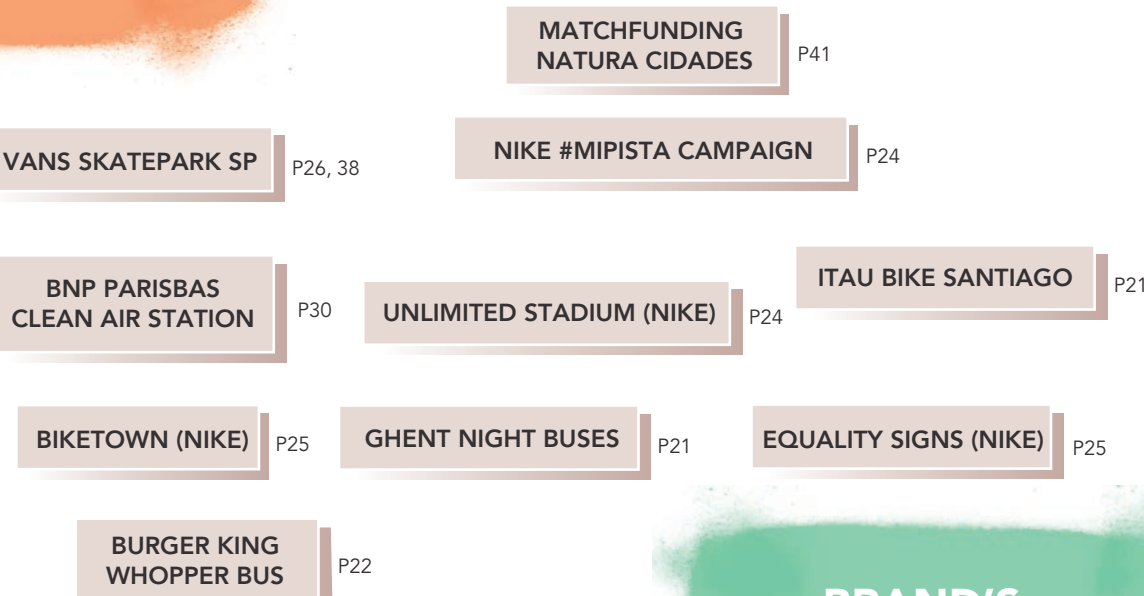 MATCHFUNDING
NATURA CIDADES
P41
VANS SKATEPARK SP
P26, 38
NIKE #MIPISTA CAMPAIGN
P24
BNP PARISBAS
CLEAN AIR STATION
P30
UNLIMITED STADIUM (NIKE)
P24
ITAU BIKE SANTIAGO
P21
BIKETOWN (NIKE)
P25
GHENT NIGHT BUSES
P21
EQUALITY SIGNS (NIKE)
P25
BURGER KING
WHOPPER BUS
P22
BRAND'S